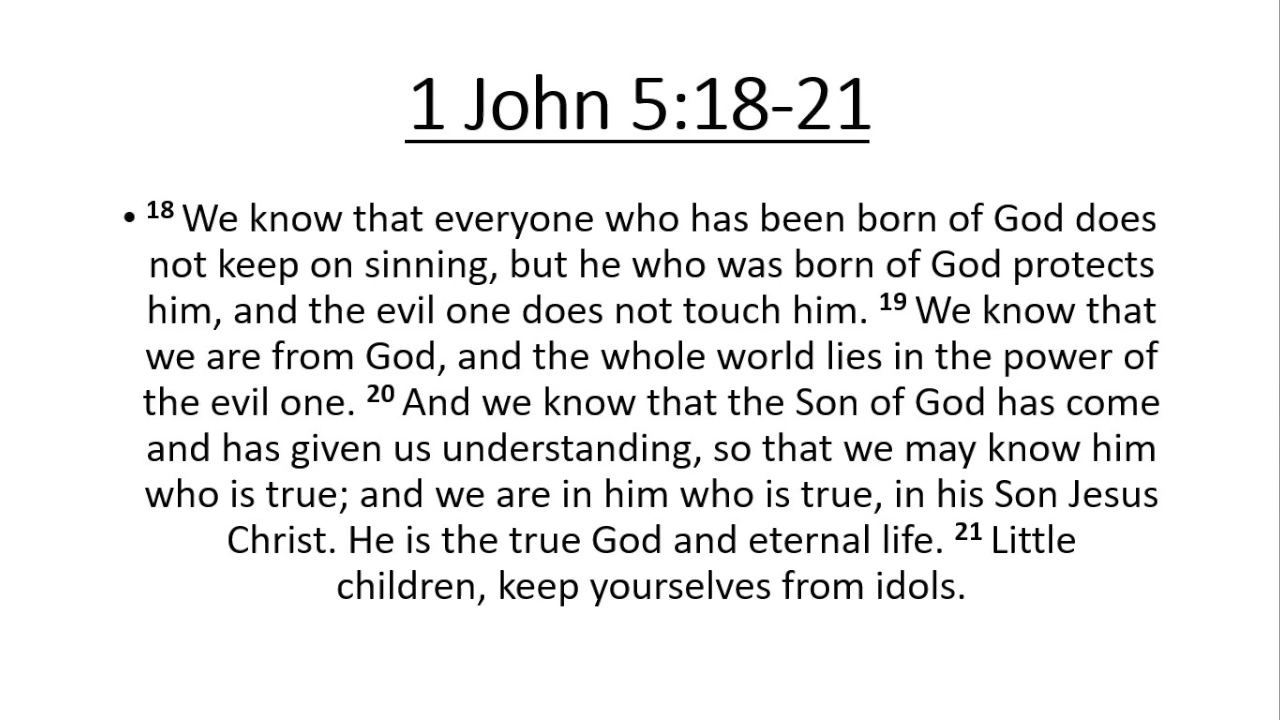 1 John 5:18-21
• 18 We know that everyone who has been born of God does
not keep on sinning, but he who was born of God protects
him, and the evil one does not touch him. 19 We know that
we are from God, and the whole world lies in the power of
the evil one. 20 And we know that the Son of God has come
and has given us understanding, so that we may know him
who is true; and we are in him who is true, in his Son Jesus
Christ. He is the true God and eternal life. 21 Little
children, keep yourselves from idols.